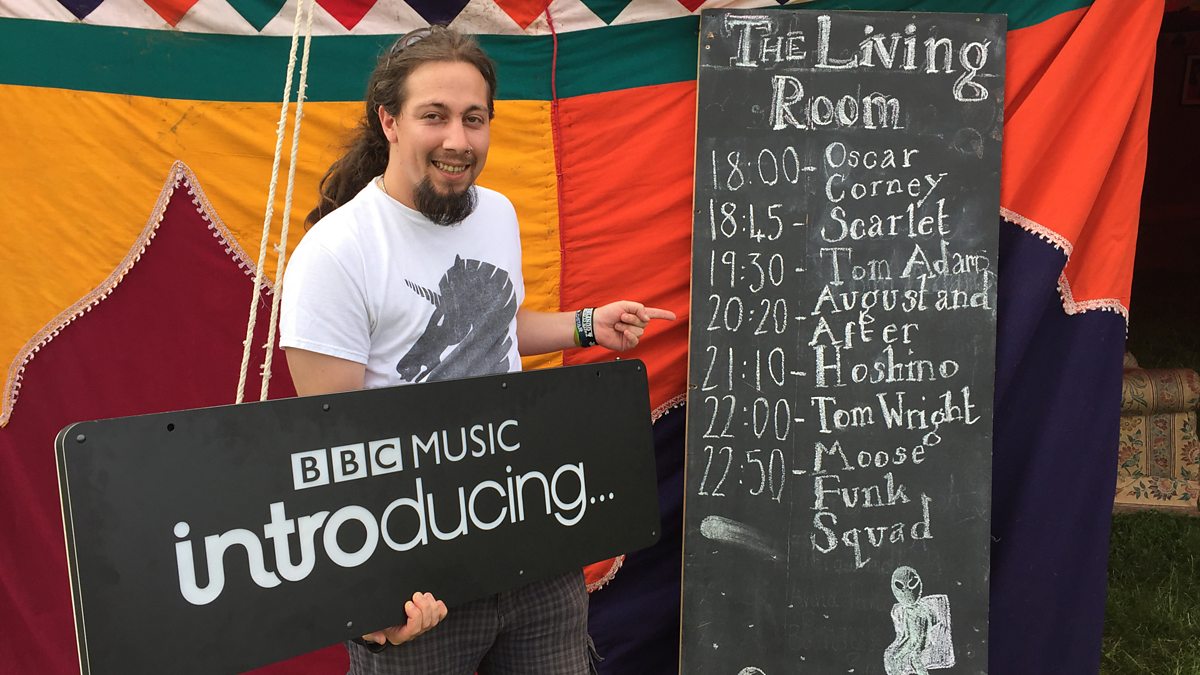 BBC MUSIC
introducing...
THE LIVING
ROOM
18:00- OSCAR
CORNEY
18:45- SCARLET
19:30- TOM ADAMS
20:20- AUGUST AND
AFTER
21:10- HOSHINO
22:00- TOM WRIGHT
22:50- MOOSE
FUNK
SQUAD